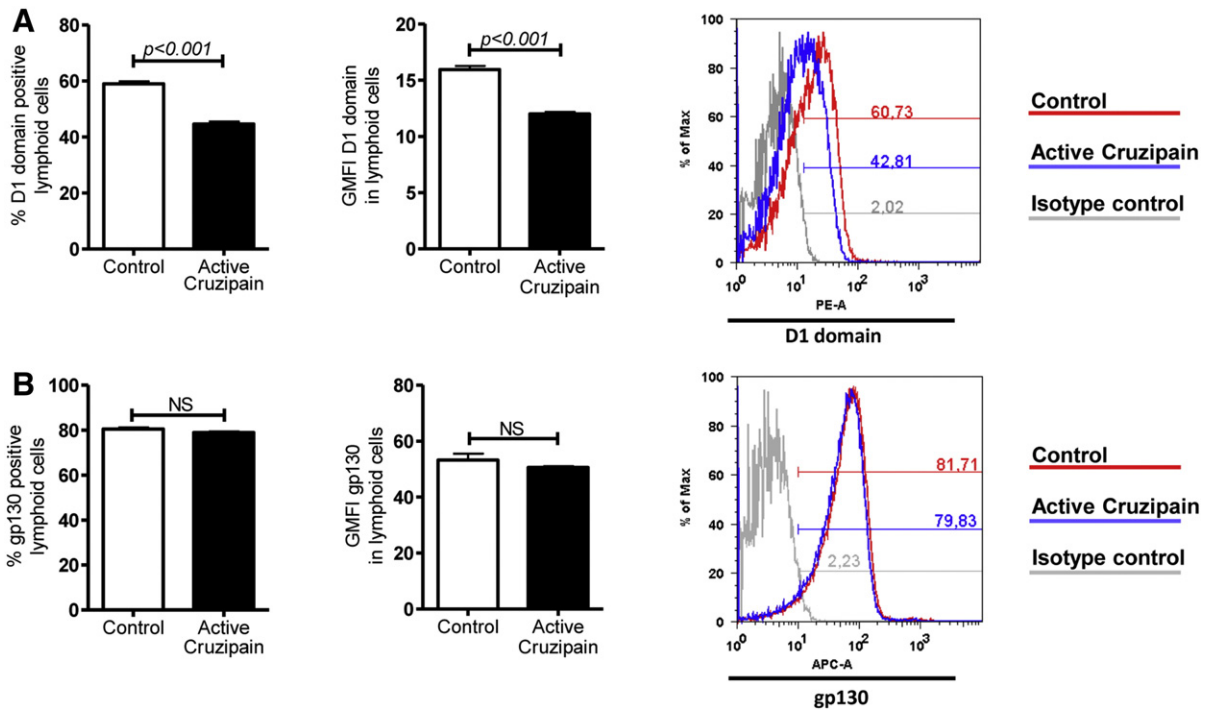 A
% D1 domain positive
lymphoid cells
80
60
40
20
0
p<0.001
Control
Active
Cruzipain
GMFI D1 domain
in lymphoid cells
20
15
10
5
0
p<0.001
Control
Active
Cruzipain
% of Max
100
80
60
40
20
0
60,73
42,81
2,02
10⁰
10¹
10²
10³
PE-A
D1 domain
Control
Active Cruzipain
Isotype control
B
% gp130 positive
lymphoid cells
100
80
60
40
20
0
NS
Control
Active
Cruzipain
GMFI gp130
in lymphoid cells
80
60
40
20
0
NS
Control
Active
Cruzipain
% of Max
100
80
60
40
20
0
81,71
79,83
2,23
10⁰
10¹
10²
10³
APC-A
gp130
Control
Active Cruzipain
Isotype control